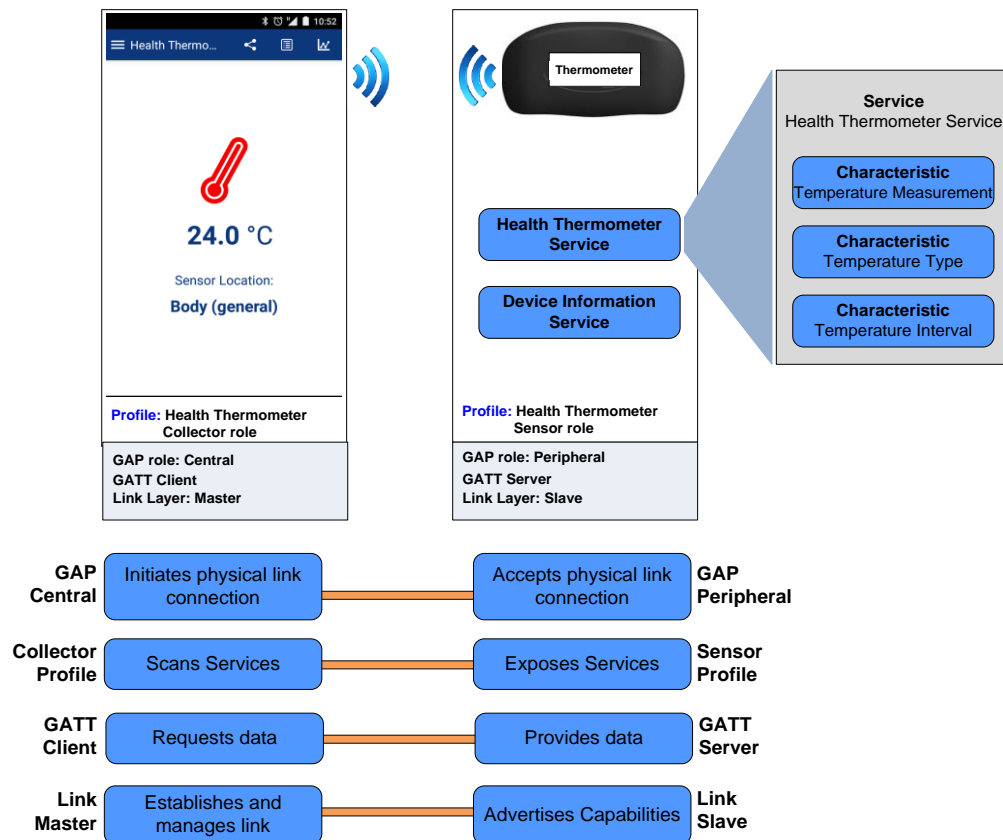 10:52
Health Thermo...
24.0 °C
Sensor Location:
Body (general)
Profile: Health Thermometer
Collector role
GAP role: Central
GATT Client
Link Layer: Master
Thermometer
Health Thermometer
Service
Device Information
Service
Profile: Health Thermometer
Sensor role
GAP role: Peripheral
GATT Server
Link Layer: Slave
Service
Health Thermometer Service
Characteristic
Temperature Measurement
Characteristic
Temperature Type
Characteristic
Temperature Interval
GAP
Central
Initiates physical link
connection
Accepts physical link
connection
GAP
Peripheral
Collector
Profile
Scans Services
Exposes Services
Sensor
Profile
GATT
Client
Requests data
Provides data
GATT
Server
Link
Master
Establishes and
manages link
Advertises Capabilities
Link
Slave